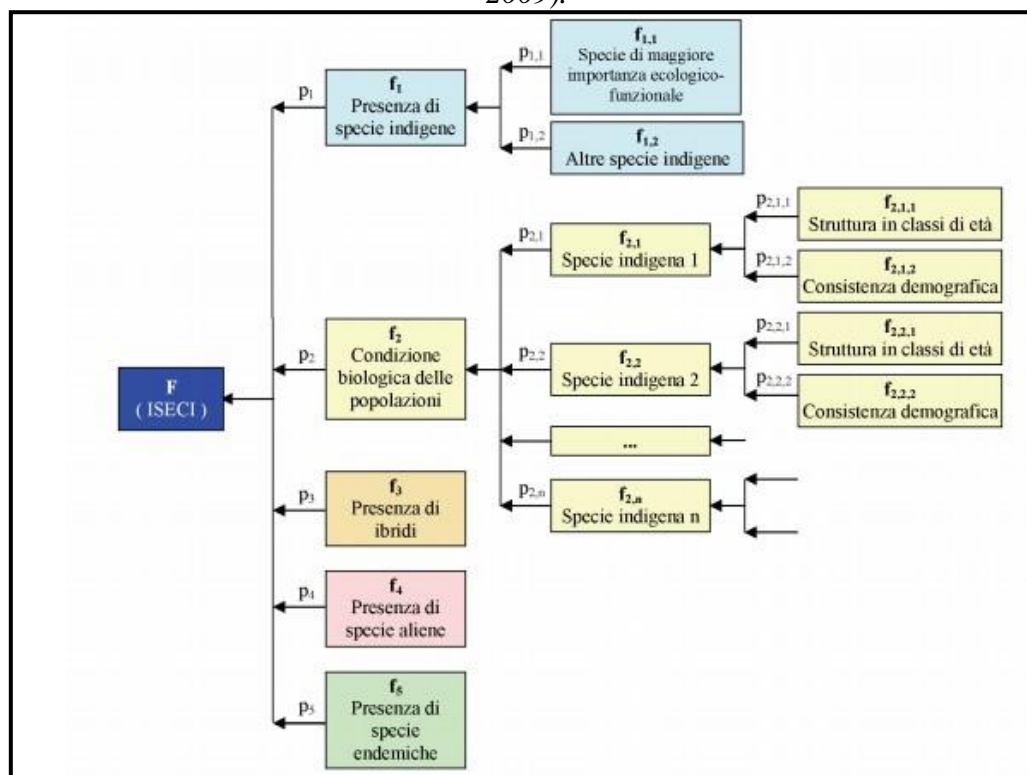 2009).
f1,1
Specie di maggiore
importanza ecologico-
funzionale
p1,1
f1
Presenza di
specie indigene
p1
p1,2
f1,2
Altre specie indigene
p2,1,1
f2,1,1
Struttura in classi di età
p2,1
f2,1
Specie indigena 1
p2,1,2
f2,1,2
Consistenza demografica
p2
f2
Condizione
biologica delle
popolazioni
p2,2
f2,2
Specie indigena 2
p2,2,1
f2,2,1
Struttura in classi di età
p2,2,2
f2,2,2
Consistenza demografica
F
( ISECI )
...
p2,n
f2,n
Specie indigena n
p3
f3
Presenza di
ibridi
p4
f4
Presenza di
specie aliene
p5
f5
Presenza di
specie
endemiche